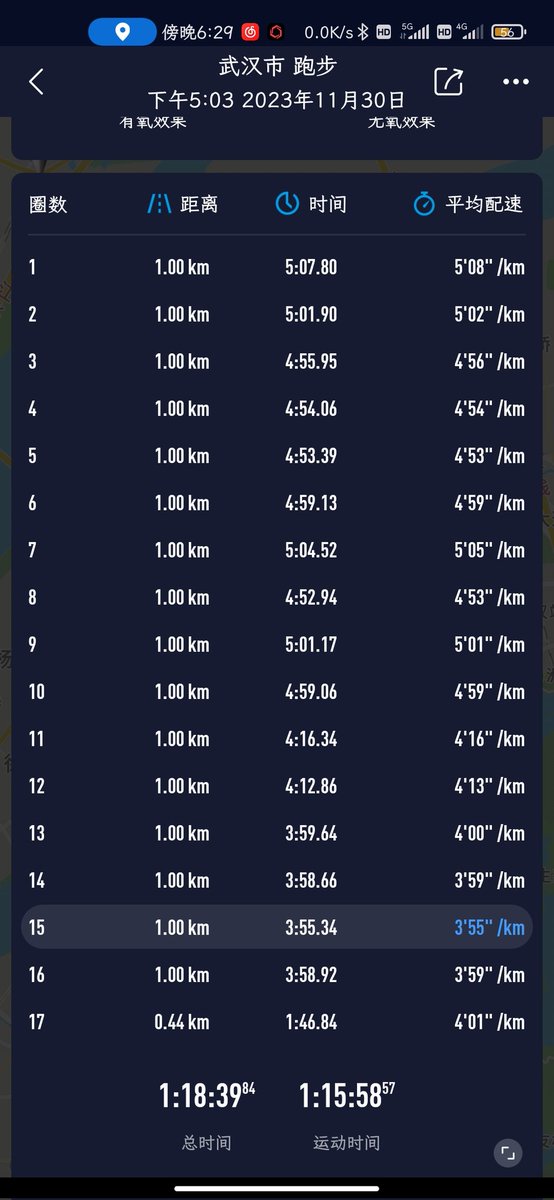 傍晚6:29 0.0K/s HD 5G HD 4G 56
武汉市 跑步
下午5:03 2023年11月30日
有氧效果 无氧效果
圈数 距离 时间 平均配速
1 1.00 km 5:07.80 5'08" /km
2 1.00 km 5:01.90 5'02" /km
3 1.00 km 4:55.95 4'56" /km
4 1.00 km 4:54.06 4'54" /km
5 1.00 km 4:53.39 4'53" /km
6 1.00 km 4:59.13 4'59" /km
7 1.00 km 5:04.52 5'05" /km
8 1.00 km 4:52.94 4'53" /km
9 1.00 km 5:01.17 5'01" /km
10 1.00 km 4:59.06 4'59" /km
11 1.00 km 4:16.34 4'16" /km
12 1.00 km 4:12.86 4'13" /km
13 1.00 km 3:59.64 4'00" /km
14 1.00 km 3:58.66 3'59" /km
15 1.00 km 3:55.34 3'55" /km
16 1.00 km 3:58.92 3'59" /km
17 0.44 km 1:46.84 4'01" /km
1:18:39 84 1:15:58 57
总时间 运动时间